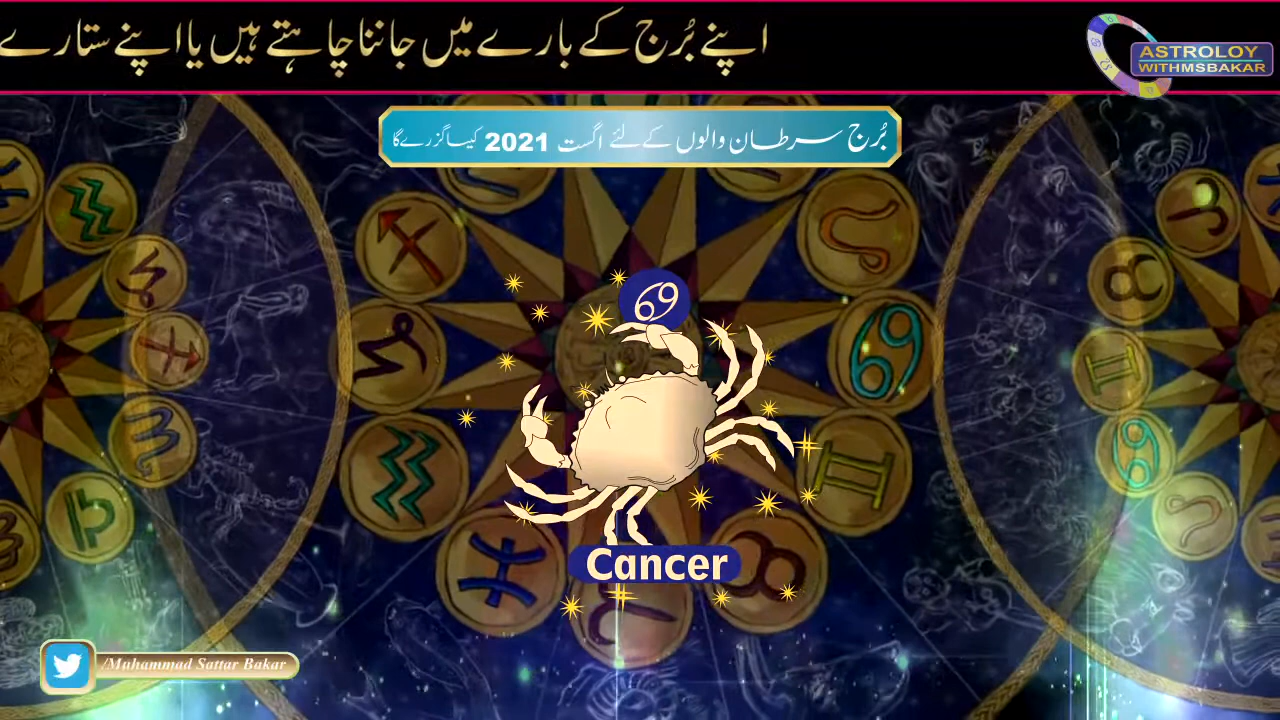 اپنے بُرج کے بارے میں جاننا چاہتے ہیں یا اپنے ستارے
ASTROLOY
WITHMSBAKAR
بُرج سرطان والوں کے لئے اگست 2021 کیسا گزرے گا
Cancer
/Muhammad Sattar Bakar